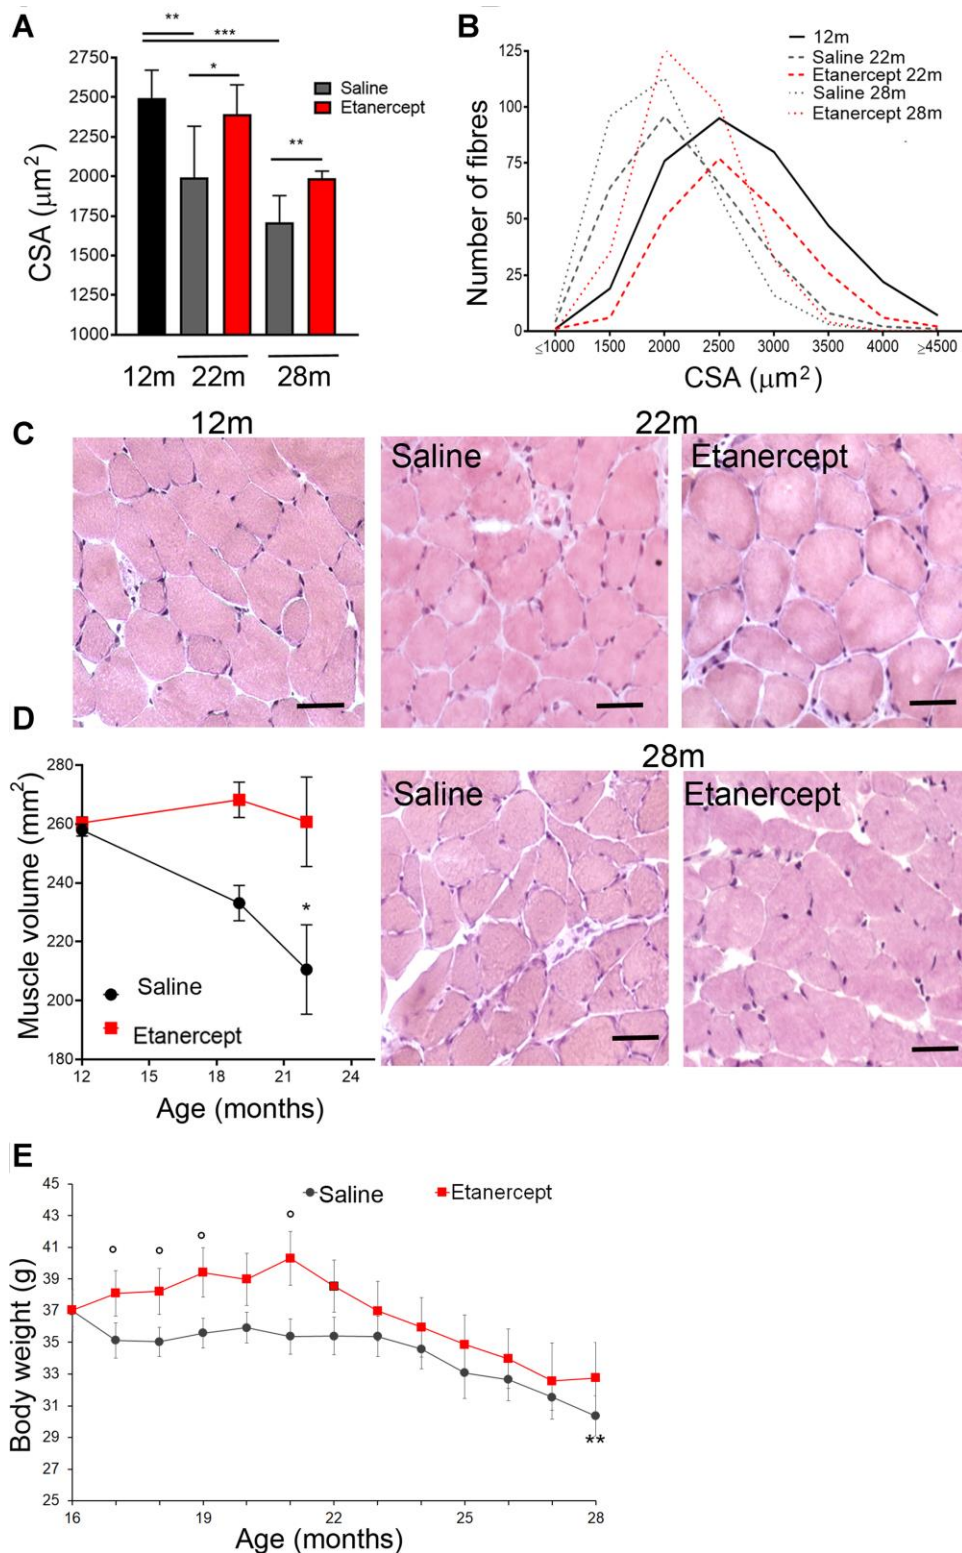 A
**
***
2750
2500
2250
2000
1750
1500
1250
1000
CSA (μm²)
*
**
Saline
Etanercept
12m
22m
28m
B
125
100
75
50
25
0
Number of fibres
12m
Saline 22m
Etanercept 22m
Saline 28m
Etanercept 28m
≤1000
1500
2000
2500
3000
3500
4000
≥4500
CSA (μm²)
C
12m
22m
Saline
Etanercept
28m
Saline
Etanercept
D
280
260
240
220
200
180
Muscle volume (mm²)
*
Saline
Etanercept
12
15
18
21
24
Age (months)
E
45
43
41
39
37
35
33
31
29
27
25
Body weight (g)
Saline
Etanercept
**
16
19
22
25
28
Age (months)